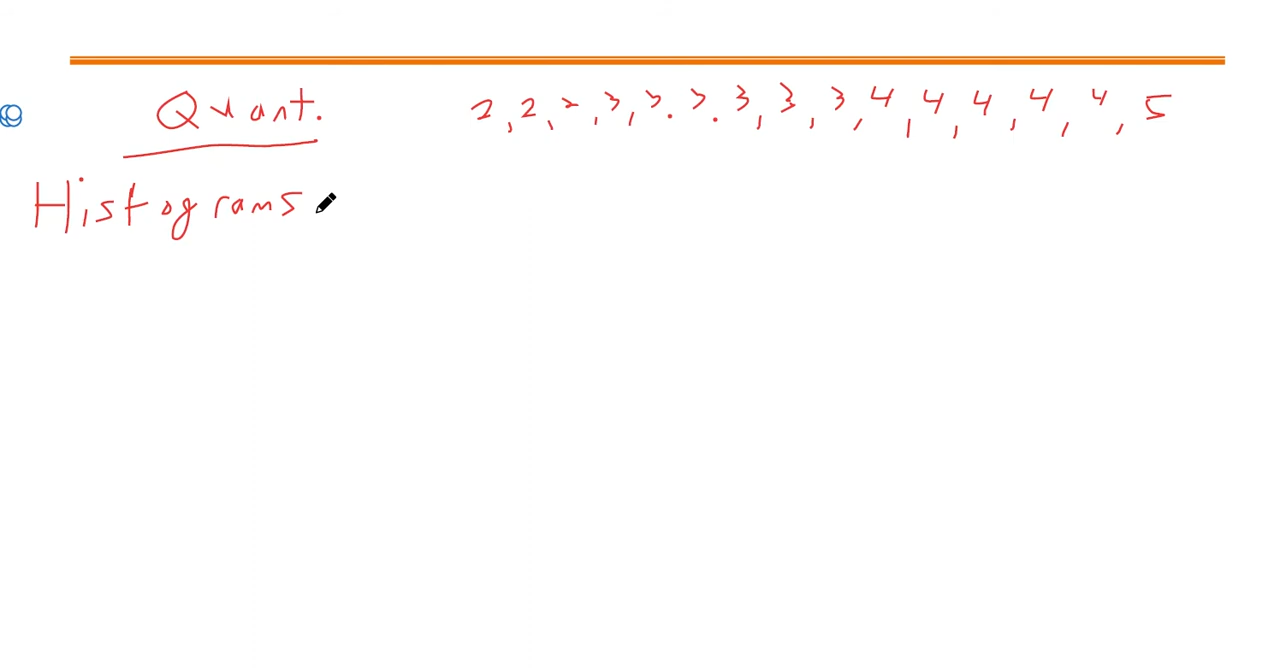 Quant.
2, 2, 2, 3, 3, 3, 3, 3, 3, 4, 4, 4, 4, 4, 5
Histograms